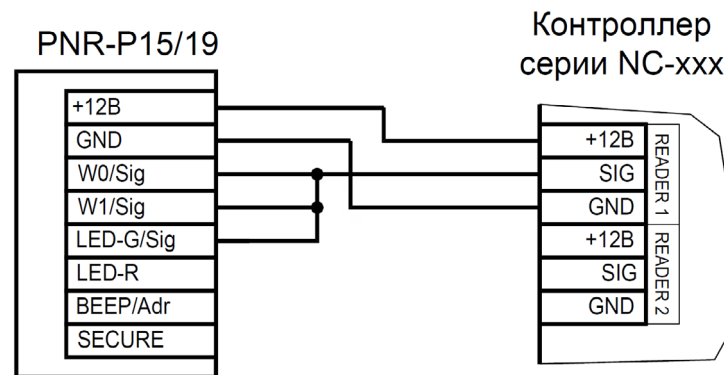 PNR-P15/19
+12В
GND
W0/Sig
W1/Sig
LED-G/Sig
LED-R
BEEP/Adr
SECURE
Контроллер
серии NC-xxx
+12В
SIG
GND
READER 1
+12В
SIG
GND
READER 2